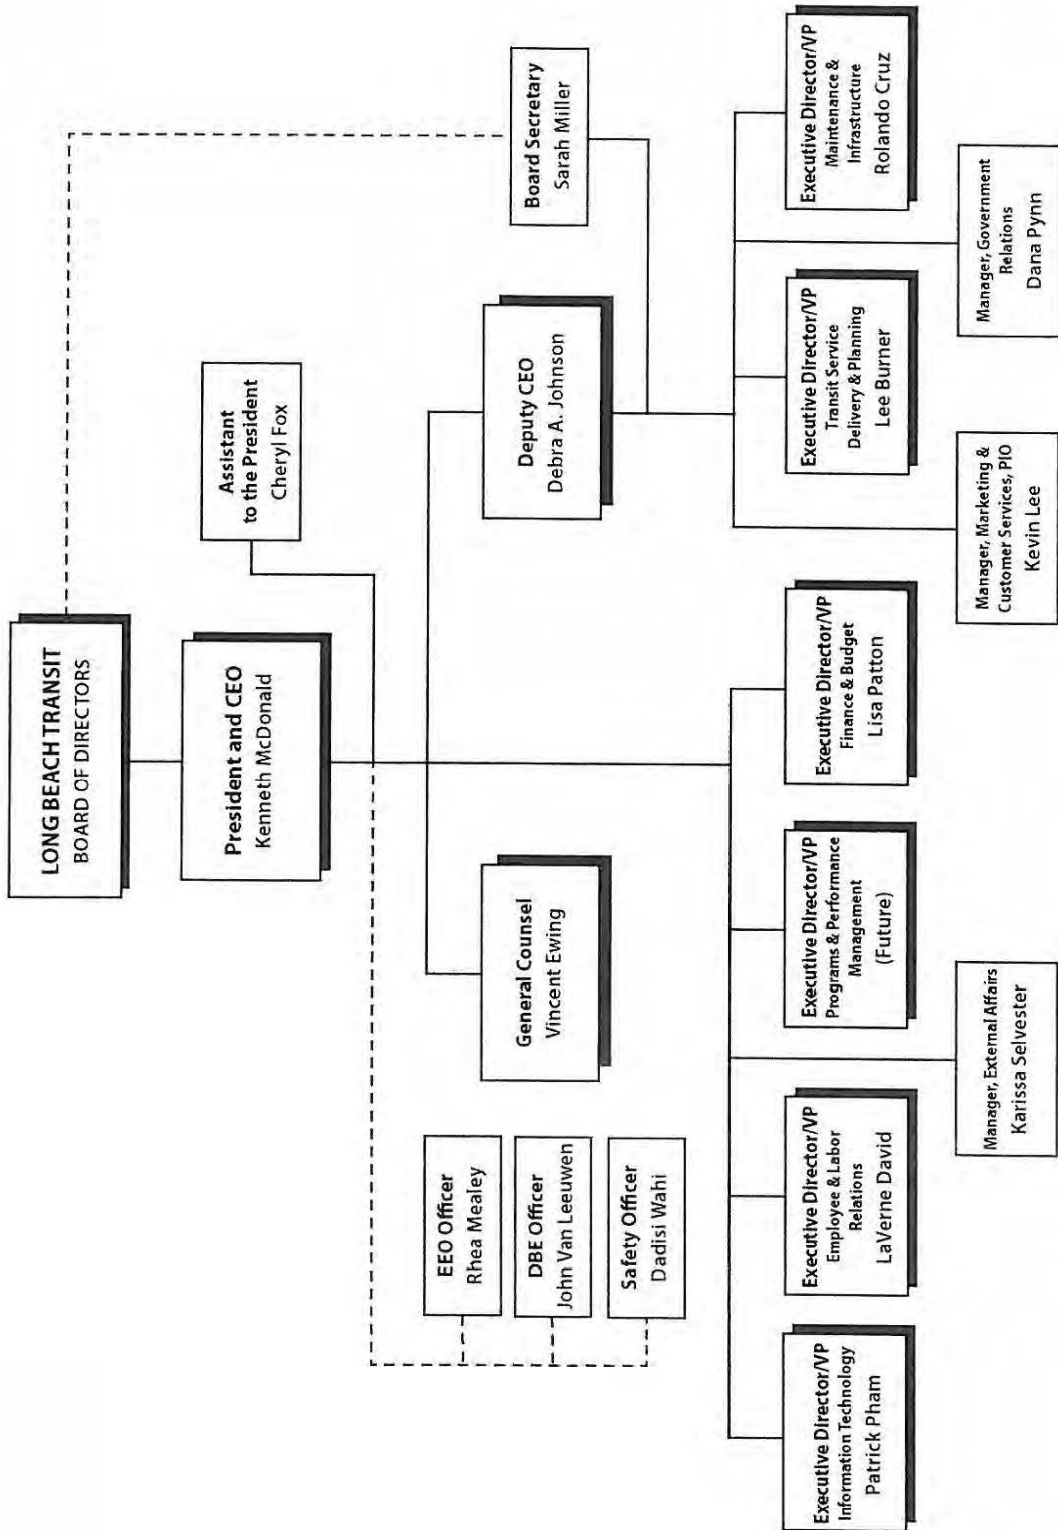 LONG BEACH TRANSIT
BOARD OF DIRECTORS
President and CEO
Kenneth McDonald
Assistant
to the President
Cheryl Fox
EEO Officer
Rhea Mealey
DBE Officer
John Van Leeuwen
Safety Officer
Dadisi Wahi
General Counsel
Vincent Ewing
Deputy CEO
Debra A. Johnson
Board Secretary
Sarah Miller
Executive Director/VP
Information Technology
Patrick Pham
Executive Director/VP
Employee & Labor
Relations
LaVerne David
Executive Director/VP
Programs & Performance
Management
(Future)
Executive Director/VP
Finance & Budget
Lisa Patton
Executive Director/VP
Transit Service
Delivery & Planning
Lee Burner
Executive Director/VP
Maintenance &
Infrastructure
Rolando Cruz
Manager, External Affairs
Karissa Selvester
Manager, Marketing &
Customer Services, PIO
Kevin Lee
Manager, Government
Relations
Dana Pynn